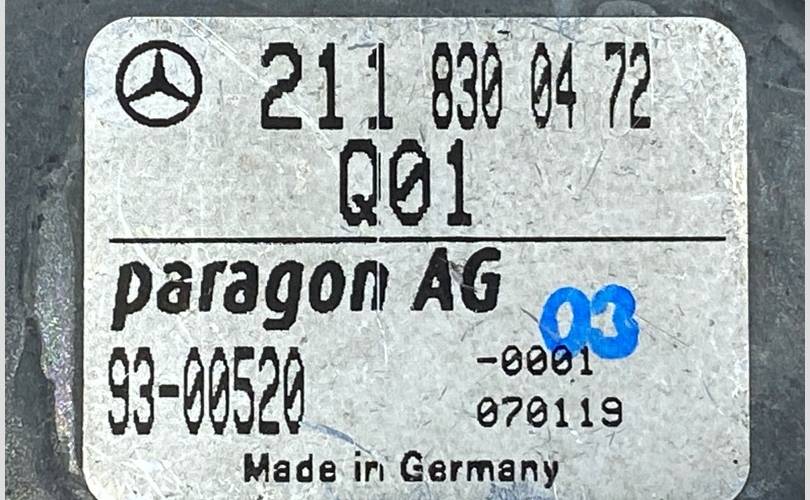 211 830 04 72
Q01
paragon AG
03
93-00520 -0001
070119
Made in Germany